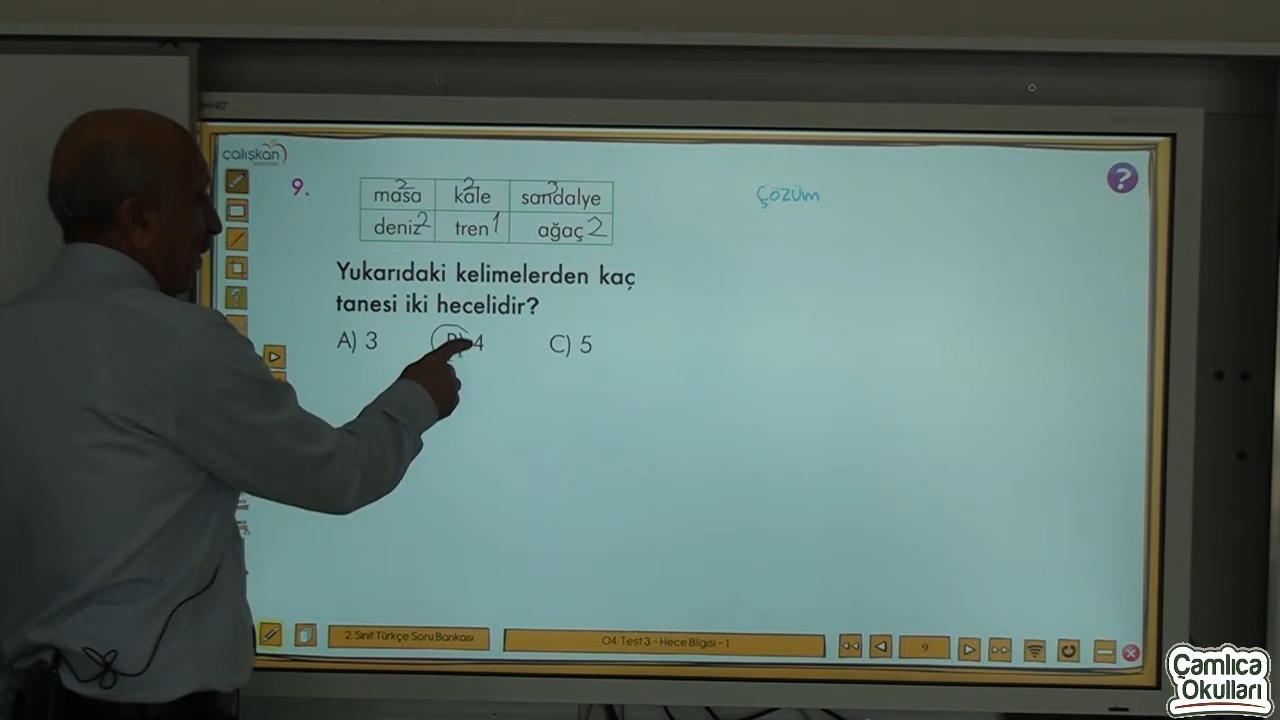 çalışkan
9.
masa 2 kale 2 sandalye 3
deniz 2 tren 1 ağaç 2
Çözüm
?
Yukarıdaki kelimelerden kaç
tanesi iki hecelidir?
A) 3 4 C) 5
2. Sınıf Türkçe Soru Bankası
04. Test 3 - Hece Bilgisi - 1
9
Çamlıca
Okulları